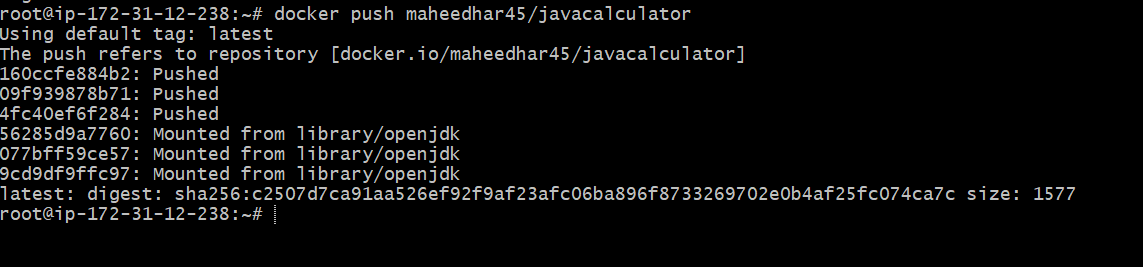 root@ip-172-31-12-238:~# docker push maheedhar45/javacalculator
Using default tag: latest
The push refers to repository [docker.io/maheedhar45/javacalculator]
160ccfe884b2: Pushed
09f939878b71: Pushed
4fc40ef6f284: Pushed
56285d9a7760: Mounted from library/openjdk
077bff59ce57: Mounted from library/openjdk
9cd9df9ffc97: Mounted from library/openjdk
latest: digest: sha256:c2507d7ca91aa526ef92f9af23afc06ba896f8733269702e0b4af25fc074ca7c size: 1577
root@ip-172-31-12-238:~#